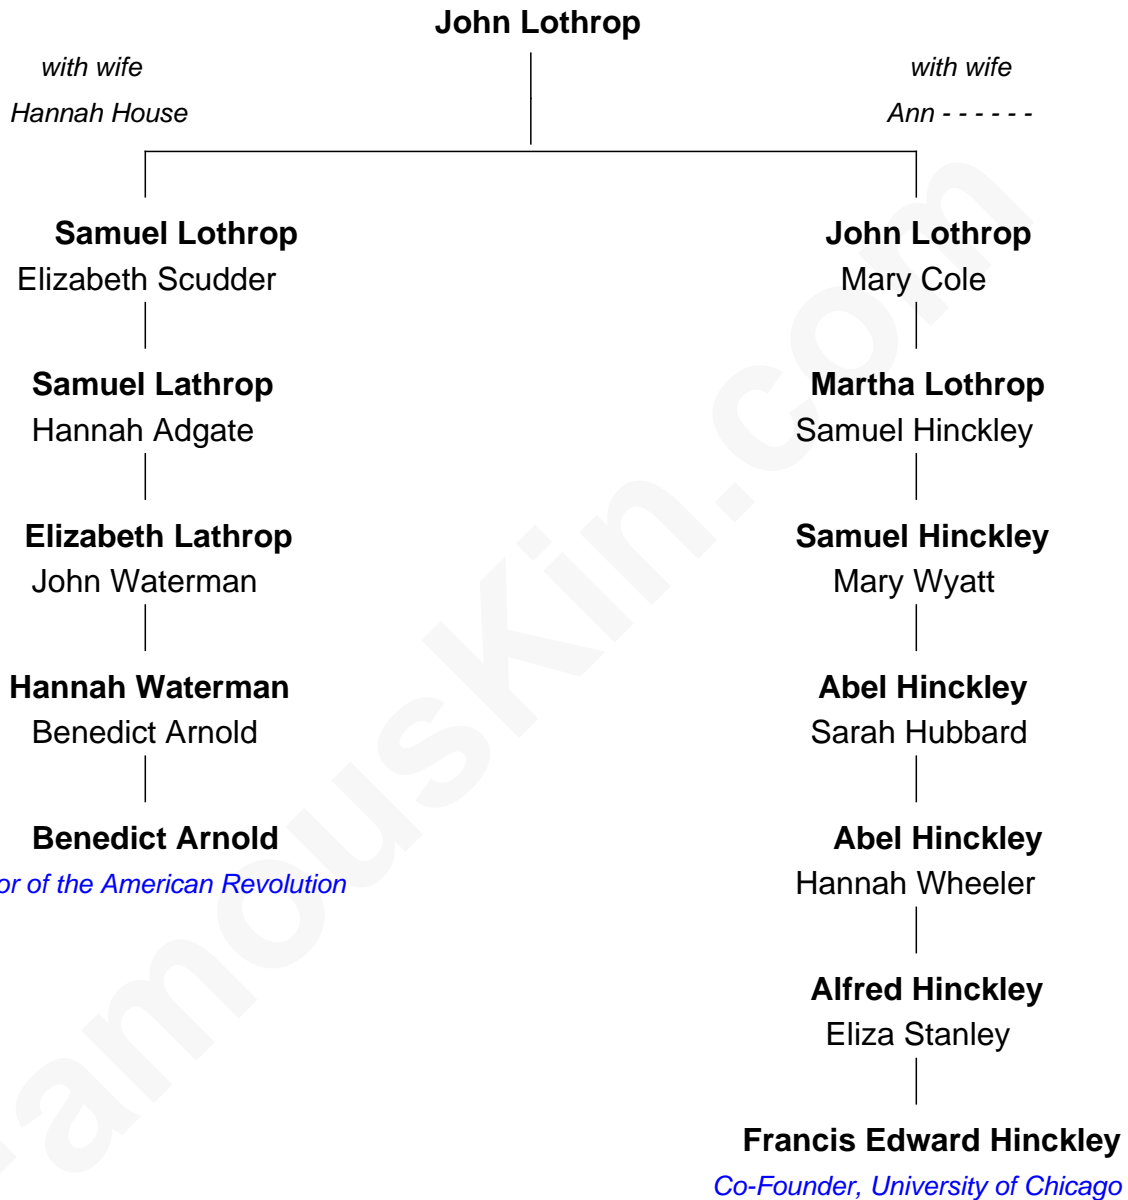 John Lothrop
with wife
Hannah House
with wife
Ann - - - - - -
Samuel Lothrop
Elizabeth Scudder
John Lothrop
Mary Cole
Samuel Lathrop
Hannah Adgate
Martha Lothrop
Samuel Hinckley
Elizabeth Lathrop
John Waterman
Samuel Hinckley
Mary Wyatt
Hannah Waterman
Benedict Arnold
Abel Hinckley
Sarah Hubbard
Benedict Arnold
or of the American Revolution
Abel Hinckley
Hannah Wheeler
Alfred Hinckley
Eliza Stanley
Francis Edward Hinckley
Co-Founder, University of Chicago
amousKin.com